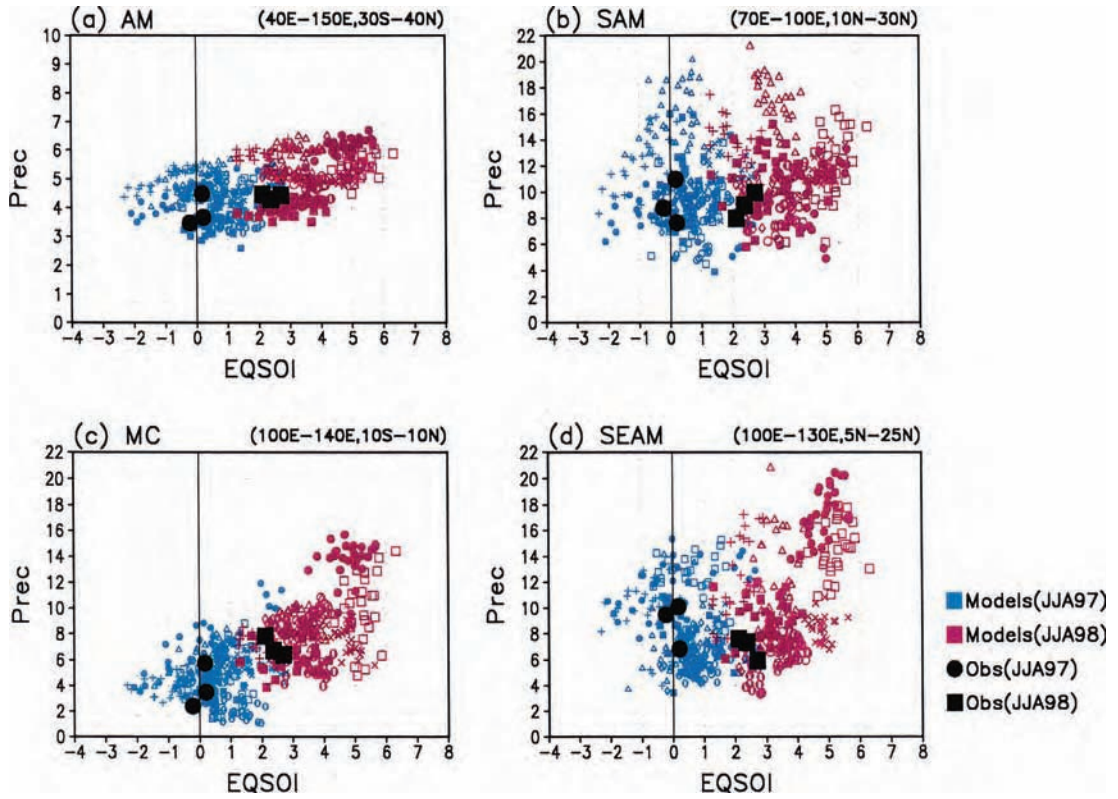 (a) AM (40E-150E,30S-40N)
10
9
8
7
6
5
4
3
2
1
0
Prec
-4 -3 -2 -1 0 1 2 3 4 5 6 7 8
EQSOI
(b) SAM (70E-100E,10N-30N)
22
20
18
16
14
12
10
8
6
4
2
0
Prec
-4 -3 -2 -1 0 1 2 3 4 5 6 7 8
EQSOI
(c) MC (100E-140E,10S-10N)
22
20
18
16
14
12
10
8
6
4
2
0
Prec
-4 -3 -2 -1 0 1 2 3 4 5 6 7 8
EQSOI
(d) SEAM (100E-130E,5N-25N)
22
20
18
16
14
12
10
8
6
4
2
0
Prec
-4 -3 -2 -1 0 1 2 3 4 5 6 7 8
EQSOI
Models(JJA97)
Models(JJA98)
Obs(JJA97)
Obs(JJA98)